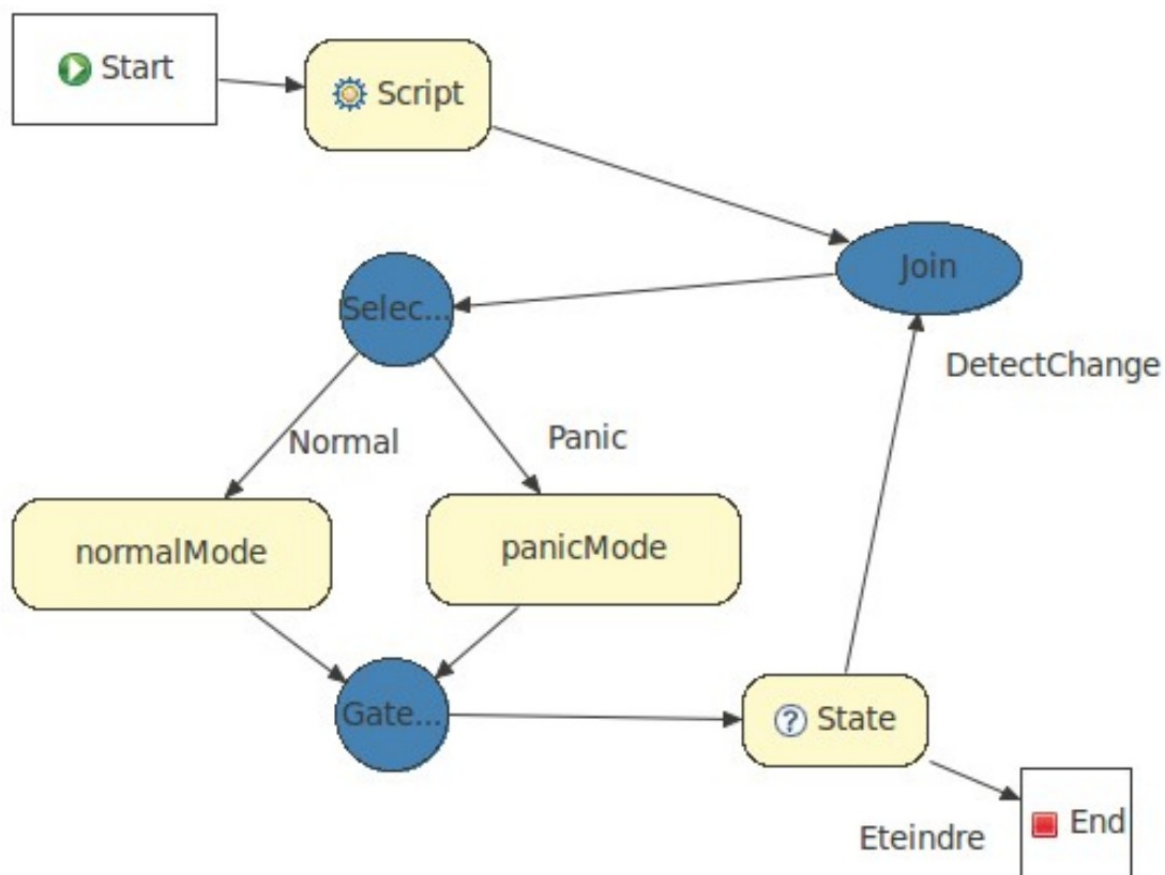 Start
Script
Join
Selec...
DetectChange
Normal
Panic
normalMode
panicMode
Gate...
State
Eteindre
End